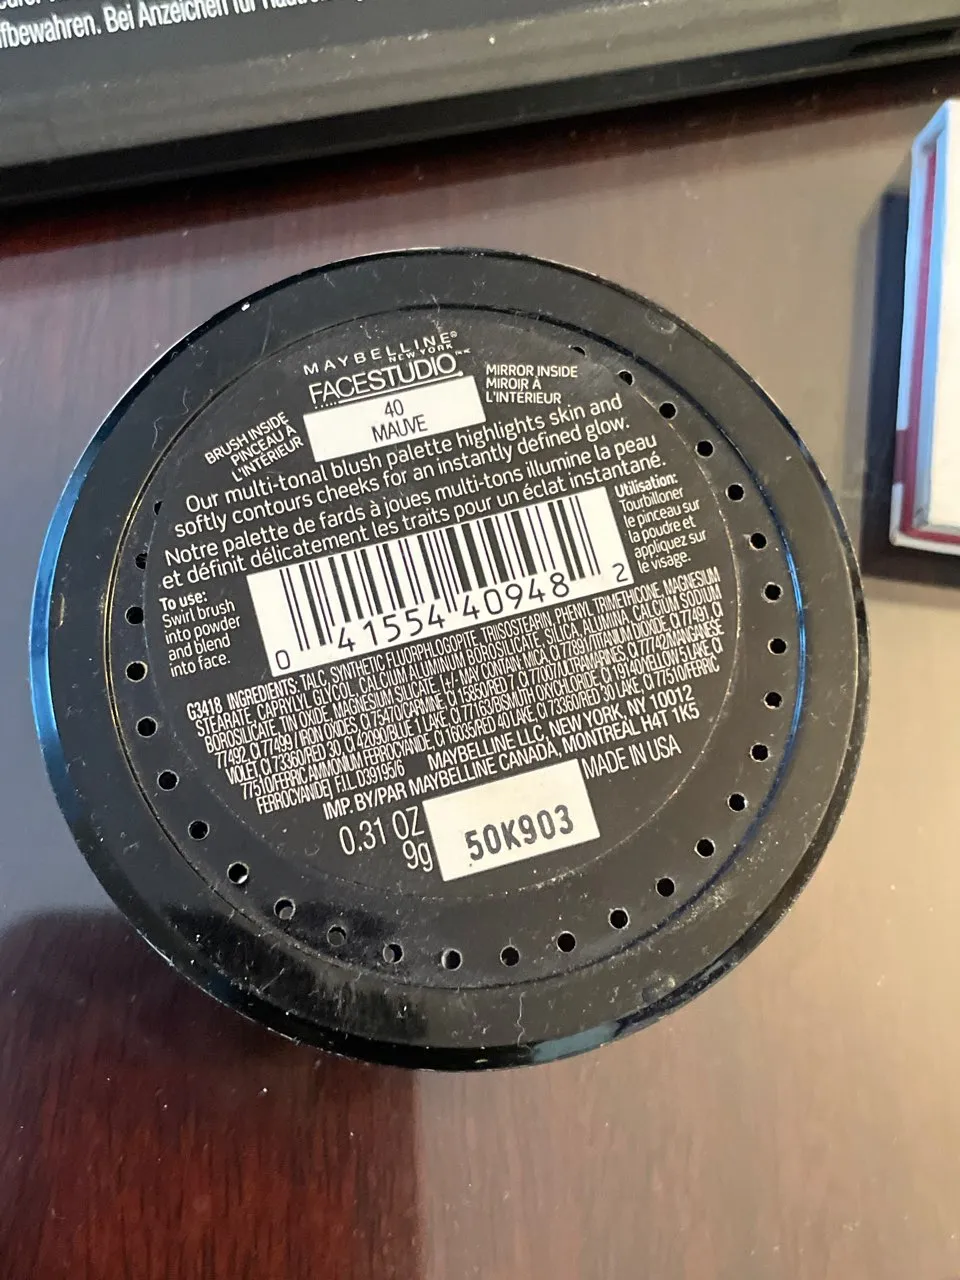 fbewahren. Bei Anzeichen für
MAYBELLINE®
NEW YORK
FACESTUDIO™
MIRROR INSIDE
MIROIR À
L'INTÉRIEUR
BRUSH INSIDE
PINCEAU À
L'INTÉRIEUR
40
MAUVE
Our multi-tonal blush palette highlights skin and
softly contours cheeks for an instantly defined glow.
Notre palette de fards à joues multi-tons illumine la peau
et définit délicatement les traits pour un éclat instantané.
To use:
Swirl brush
into powder
and blend
into face.
0 41554 40948 2
Utilisation:
Tourbillonner
le pinceau sur
la poudre et
appliquez sur
le visage.
G3418 INGREDIENTS: TALC, SYNTHETIC FLUORPHLOGOPITE, TRIISOSTEARIN, PHENYL TRIMETHICONE, MAGNESIUM
STEARATE, CAPRYLYL GLYCOL, CALCIUM ALUMINUM BOROSILICATE, SILICA, ALUMINA, CALCIUM SODIUM
BOROSILICATE, TIN OXIDE, MAGNESIUM SILICATE, [+/- MAY CONTAIN, MICA, CI 77891/TITANIUM DIOXIDE, CI 77491, CI
77492, CI 77499 / IRON OXIDES, CI 75470/CARMINE, CI 15850/RED 7, CI 77007/ULTRAMARINES, CI 77742/MANGANESE
VIOLET, CI 73360/RED 30, CI 42090/BLUE 1 LAKE, CI 77163/BISMUTH OXYCHLORIDE, CI 19140/YELLOW 5 LAKE, CI
77510/FERRIC AMMONIUM FERROCYANIDE, CI 16035/RED 40 LAKE, CI 73360/RED 30 LAKE, CI 77510/FERRIC
FERROCYANIDE] F.I.L. D39195/6
MAYBELLINE LLC, NEW YORK, NY 10012
IMP. BY/PAR MAYBELLINE CANADA, MONTRÉAL H4T 1K5
0.31 OZ
9g
MADE IN USA
50K903